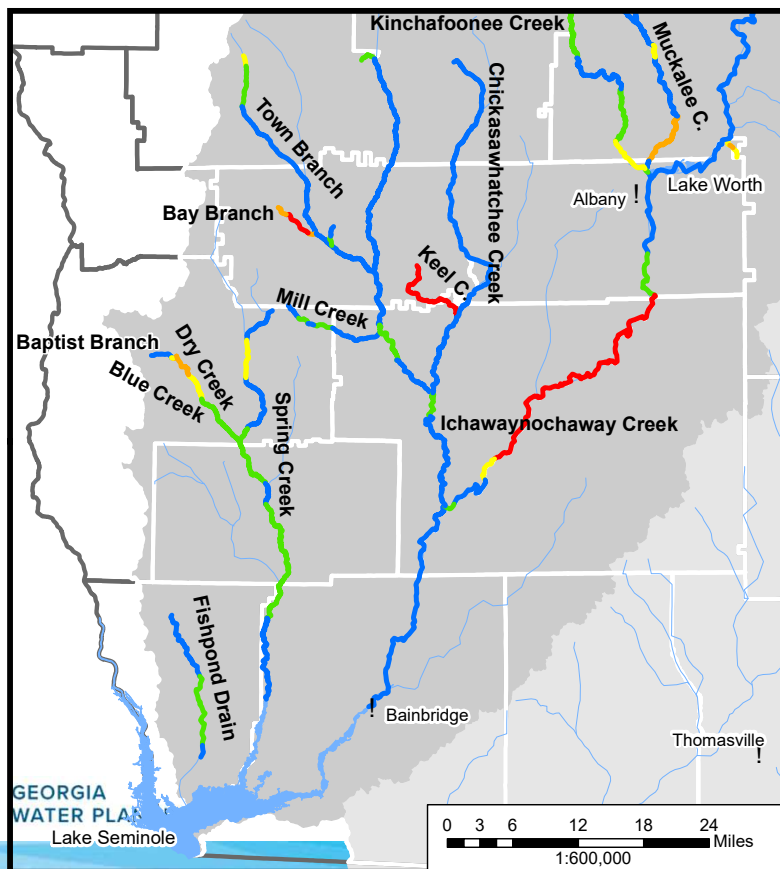 Kinchafoonee Creek
Muckalee C.
Chickasawhatchee Creek
Town Branch
Lake Worth
Albany !
Bay Branch
Keel C.
Mill Creek
Baptist Branch
Dry Creek
Blue Creek
Spring Creek
Ichawaynochaway Creek
Fishpond Drain
! Bainbridge
Thomasville !
GEORGIA
WATER PLA
Lake Seminole
0 3 6 12 18 24 Miles
1:600,000